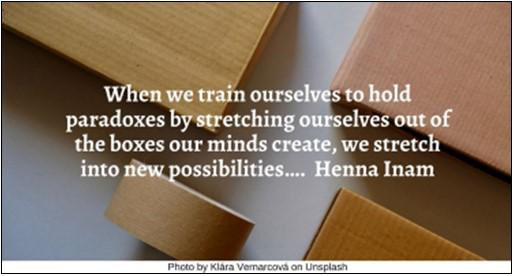 When we train ourselves to hold
paradoxes by stretching ourselves out of
the boxes our minds create, we stretch
into new possibilities.... Henna Inam
Photo by Klára Vernarcová on Unsplash